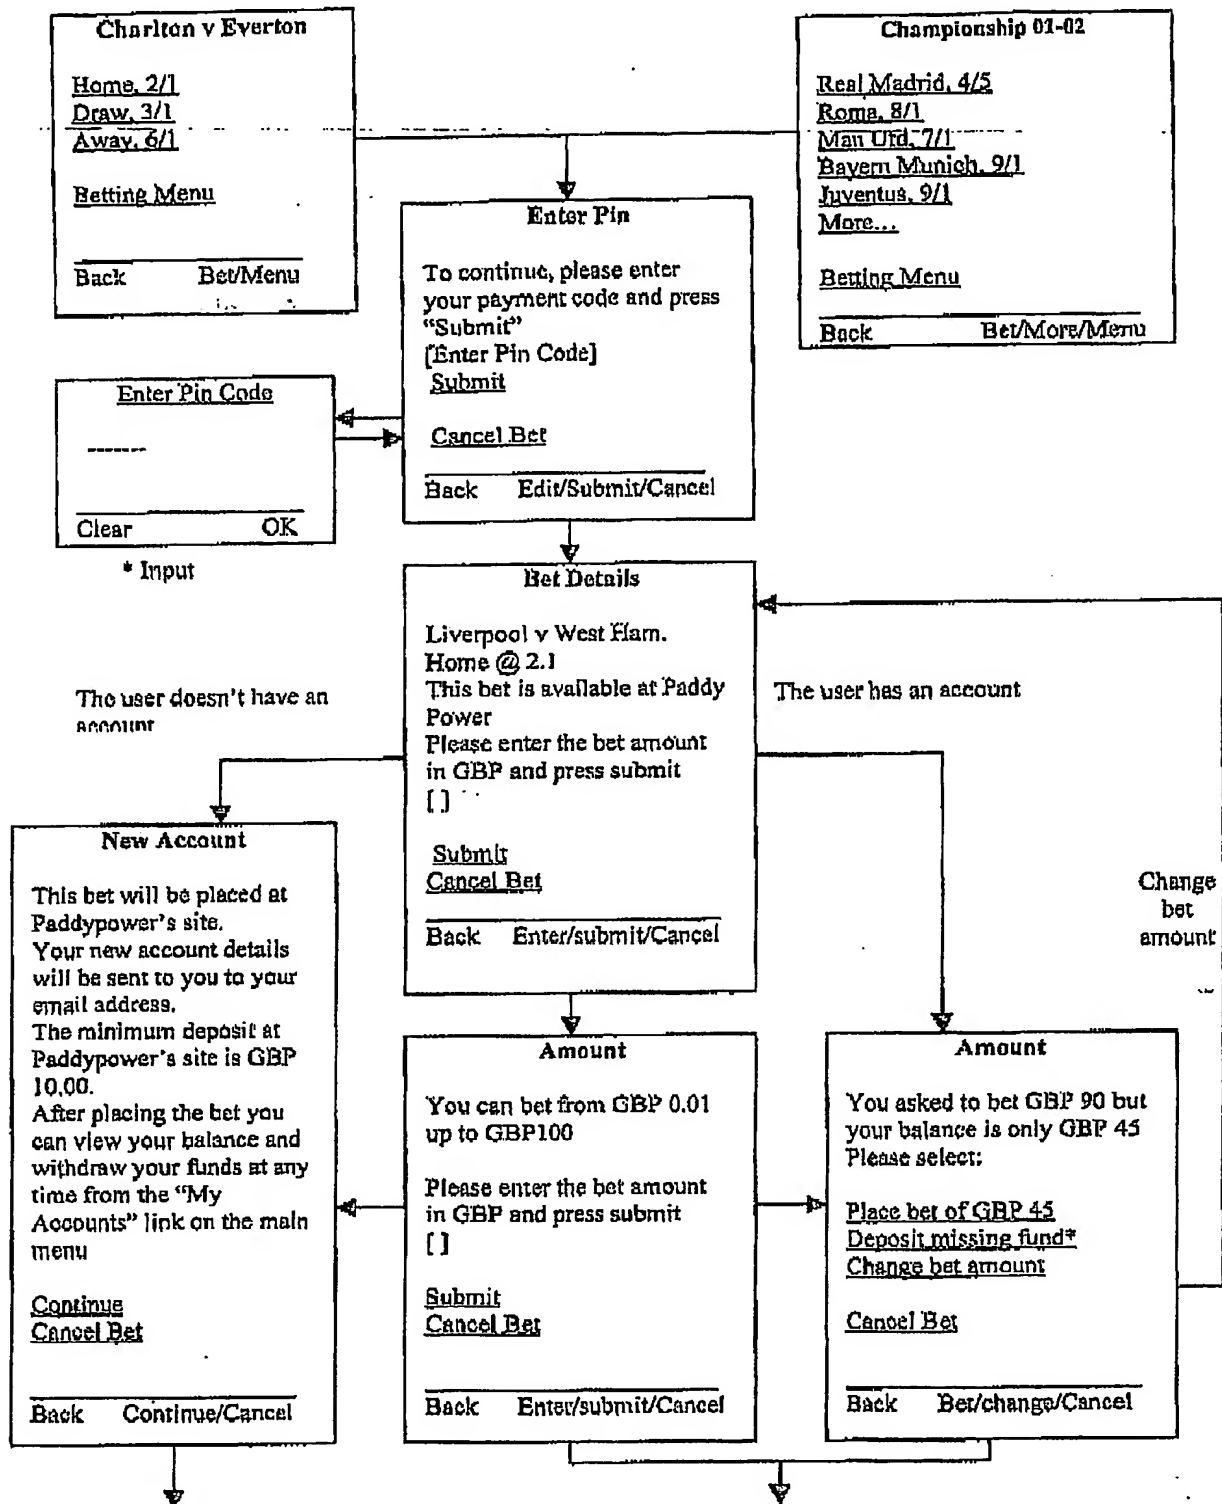 Charlton v Everton
Home, 2/1
Draw, 3/1
Away, 6/1
Betting Menu
Back Bet/Menu
Championship 01-02
Real Madrid, 4/5
Roma, 8/1
Man Utd, 7/1
Bayern Munich, 9/1
Juventus, 9/1
More...
Betting Menu
Back Bet/More/Menu
Enter Pin
To continue, please enter
your payment code and press
“Submit”
[Enter Pin Code]
Submit
Cancel Bet
Back Edit/Submit/Cancel
Enter Pin Code
-------
Clear OK
* Input
Bet Details
Liverpool v West Ham.
Home @ 2.1
This bet is available at Paddy
Power
Please enter the bet amount
in GBP and press submit
[ ]
Submit
Cancel Bet
Back Enter/submit/Cancel
The user doesn't have an
account
The user has an account
New Account
This bet will be placed at
Paddypower's site.
Your new account details
will be sent to you to your
email address.
The minimum deposit at
Paddypower's site is GBP
10.00.
After placing the bet you
can view your balance and
withdraw your funds at any
time from the “My
Accounts” link on the main
menu
Continue
Cancel Bet
Back Continue/Cancel
Amount
You can bet from GBP 0.01
up to GBP100
Please enter the bet amount
in GBP and press submit
[ ]
Submit
Cancel Bet
Back Enter/submit/Cancel
Amount
You asked to bet GBP 90 but
your balance is only GBP 45
Please select:
Place bet of GBP 45
Deposit missing fund*
Change bet amount
Cancel Bet
Back Bet/change/Cancel
Change
bet
amount